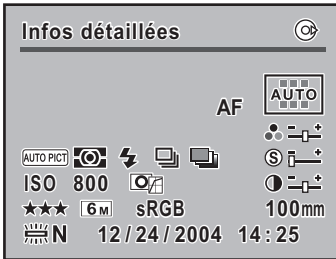 Infos détaillées
AF AUTO
AUTO PICT
S
ISO 800
★★★ 6M sRGB 100mm
N 12/24/2004 14:25